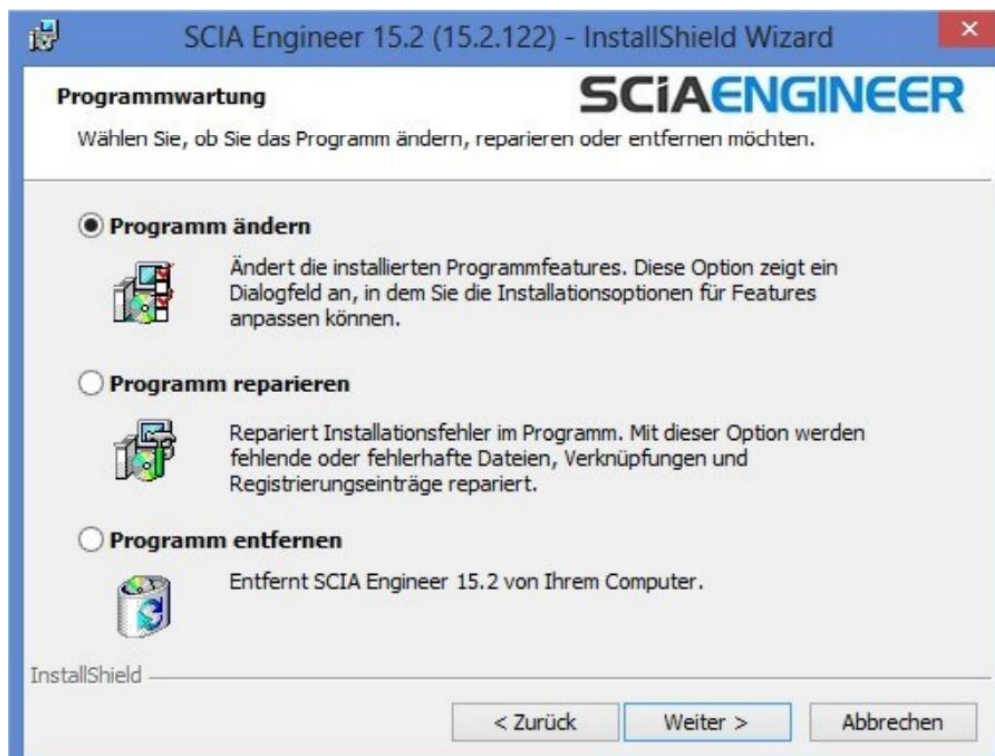 SCIA Engineer 15.2 (15.2.122) - InstallShield Wizard
Programmwartung
SCiAENGINEER
Wählen Sie, ob Sie das Programm ändern, reparieren oder entfernen möchten.
Programm ändern
Ändert die installierten Programmfeatures. Diese Option zeigt ein
Dialogfeld an, in dem Sie die Installationsoptionen für Features
anpassen können.
Programm reparieren
Repariert Installationsfehler im Programm. Mit dieser Option werden
fehlende oder fehlerhafte Dateien, Verknüpfungen und
Registrierungseinträge repariert.
Programm entfernen
Entfernt SCIA Engineer 15.2 von Ihrem Computer.
InstallShield
< Zurück Weiter > Abbrechen